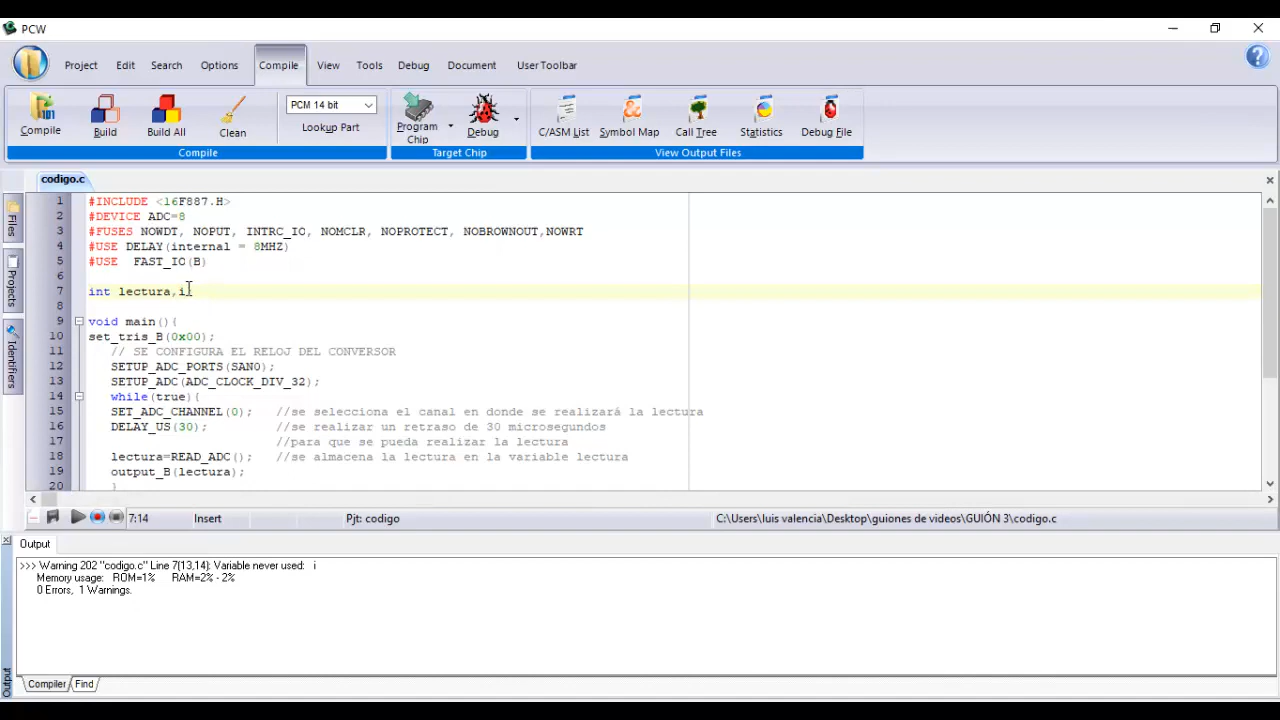 PCW
Project Edit Search Options Compile View Tools Debug Document User Toolbar
Compile Build Build All Clean
PCM 14 bit
Lookup Part
Program Chip
Debug
C/ASM List Symbol Map Call Tree Statistics Debug File
Compile Target Chip View Output Files
codigo.c
Files
Projects
Identifiers
1 #INCLUDE <16F887.H>
2 #DEVICE ADC=8
3 #FUSES NOWDT, NOPUT, INTRC_IO, NOMCLR, NOPROTECT, NOBROWNOUT,NOWRT
4 #USE DELAY(internal = 8MHZ)
5 #USE FAST_IO(B)
6
7 int lectura,i;
8
9 void main(){
10 set_tris_B(0x00);
11 // SE CONFIGURA EL RELOJ DEL CONVERSOR
12 SETUP_ADC_PORTS(SAN0);
13 SETUP_ADC(ADC_CLOCK_DIV_32);
14 while(true){
15 SET_ADC_CHANNEL(0); //se selecciona el canal en donde se realizará la lectura
16 DELAY_US(30); //se realizar un retraso de 30 microsegundos
17 //para que se pueda realizar la lectura
18 lectura=READ_ADC(); //se almacena la lectura en la variable lectura
19 output_B(lectura);
20 }
7:14 Insert Pjt: codigo C:\Users\luis valencia\Desktop\guiones de videos\GUIÓN 3\codigo.c
Output
>>> Warning 202 "codigo.c" Line 7(13,14): Variable never used: i
Memory usage: ROM=1% RAM=2% - 2%
0 Errors, 1 Warnings.
Output
Compiler Find